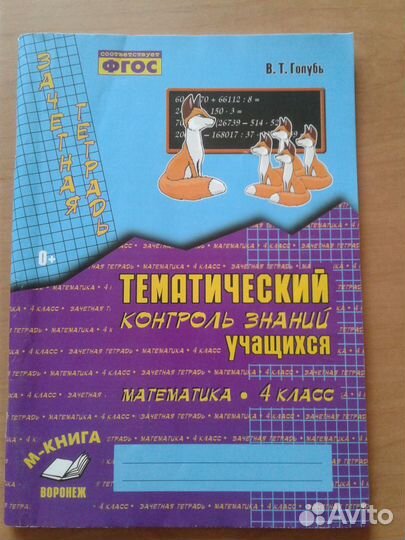 соответствует
ФГОС
В. Т. Голубь
ЗАЧЕТНАЯ
ТЕТРАДЬ
0+
ТЕМАТИЧЕСКИЙ
КОНТРОЛЬ ЗНАНИЙ
УЧАЩИХСЯ
МАТЕМАТИКА • 4 КЛАСС
М-КНИГА
ВОРОНЕЖ
Avito